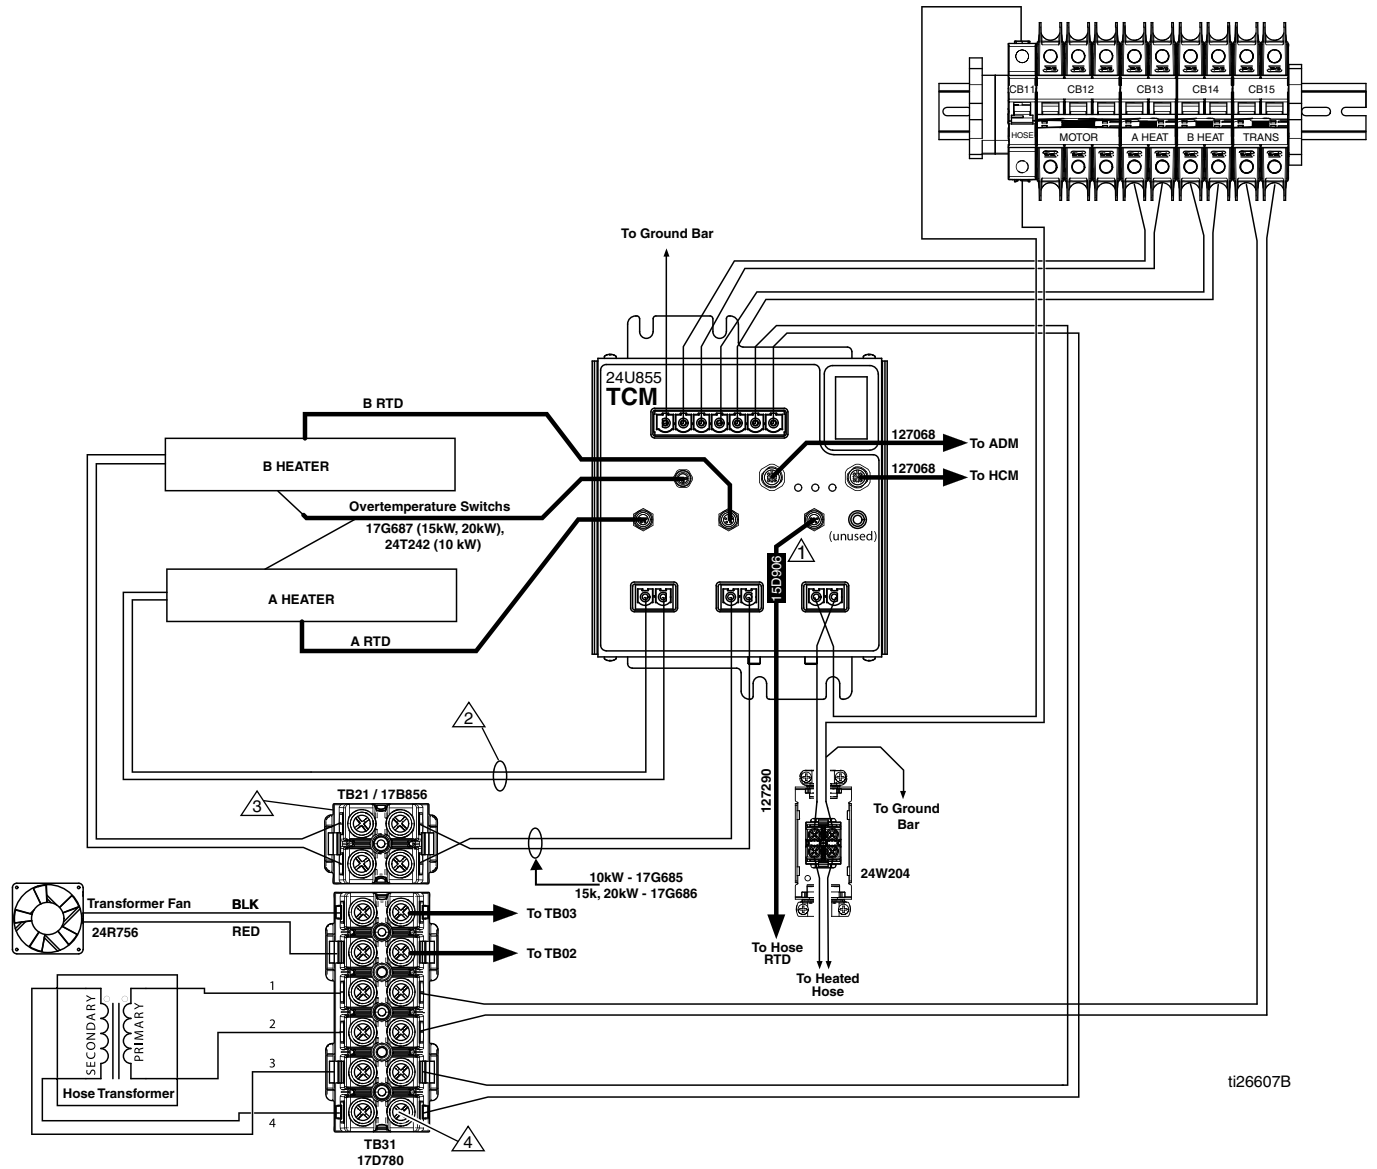 CB11
CB12
CB13
CB14
CB15
HOSE
MOTOR
A HEAT
B HEAT
TRANS
To Ground Bar
24U855
TCM
B RTD
127068
To ADM
B HEATER
127068
To HCM
Overtemperature Switchs
17G687 (15kW, 20kW),
24T242 (10 kW)
(unused)
1
15D906
A HEATER
A RTD
2
127290
3
TB21 / 17B856
To Ground
Bar
24W204
10kW - 17G685
15k, 20kW - 17G686
Transformer Fan
24R756
BLK
RED
To TB03
To TB02
To Hose
RTD
To Heated
Hose
1
SECONDARY
PRIMARY
2
3
Hose Transformer
4
ti26607B
4
TB31
17D780